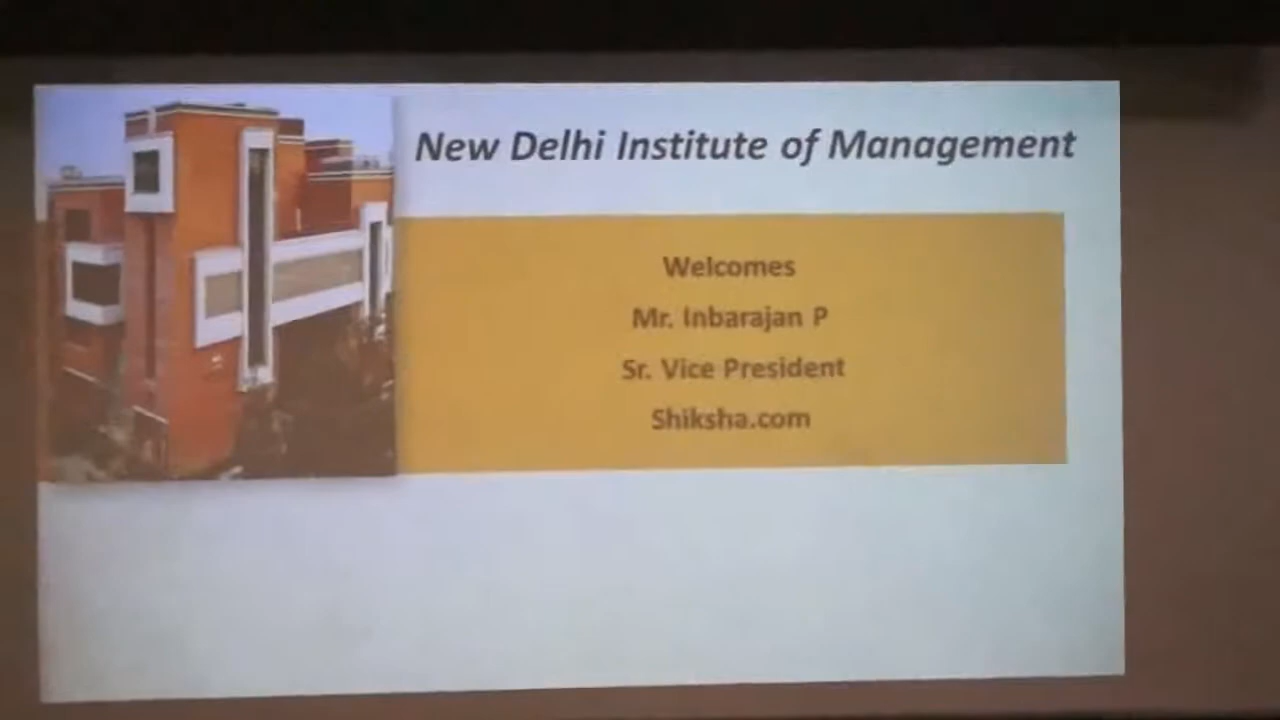 New Delhi Institute of Management
Welcomes
Mr. Inbarajan P
Sr. Vice President
Shiksha.com